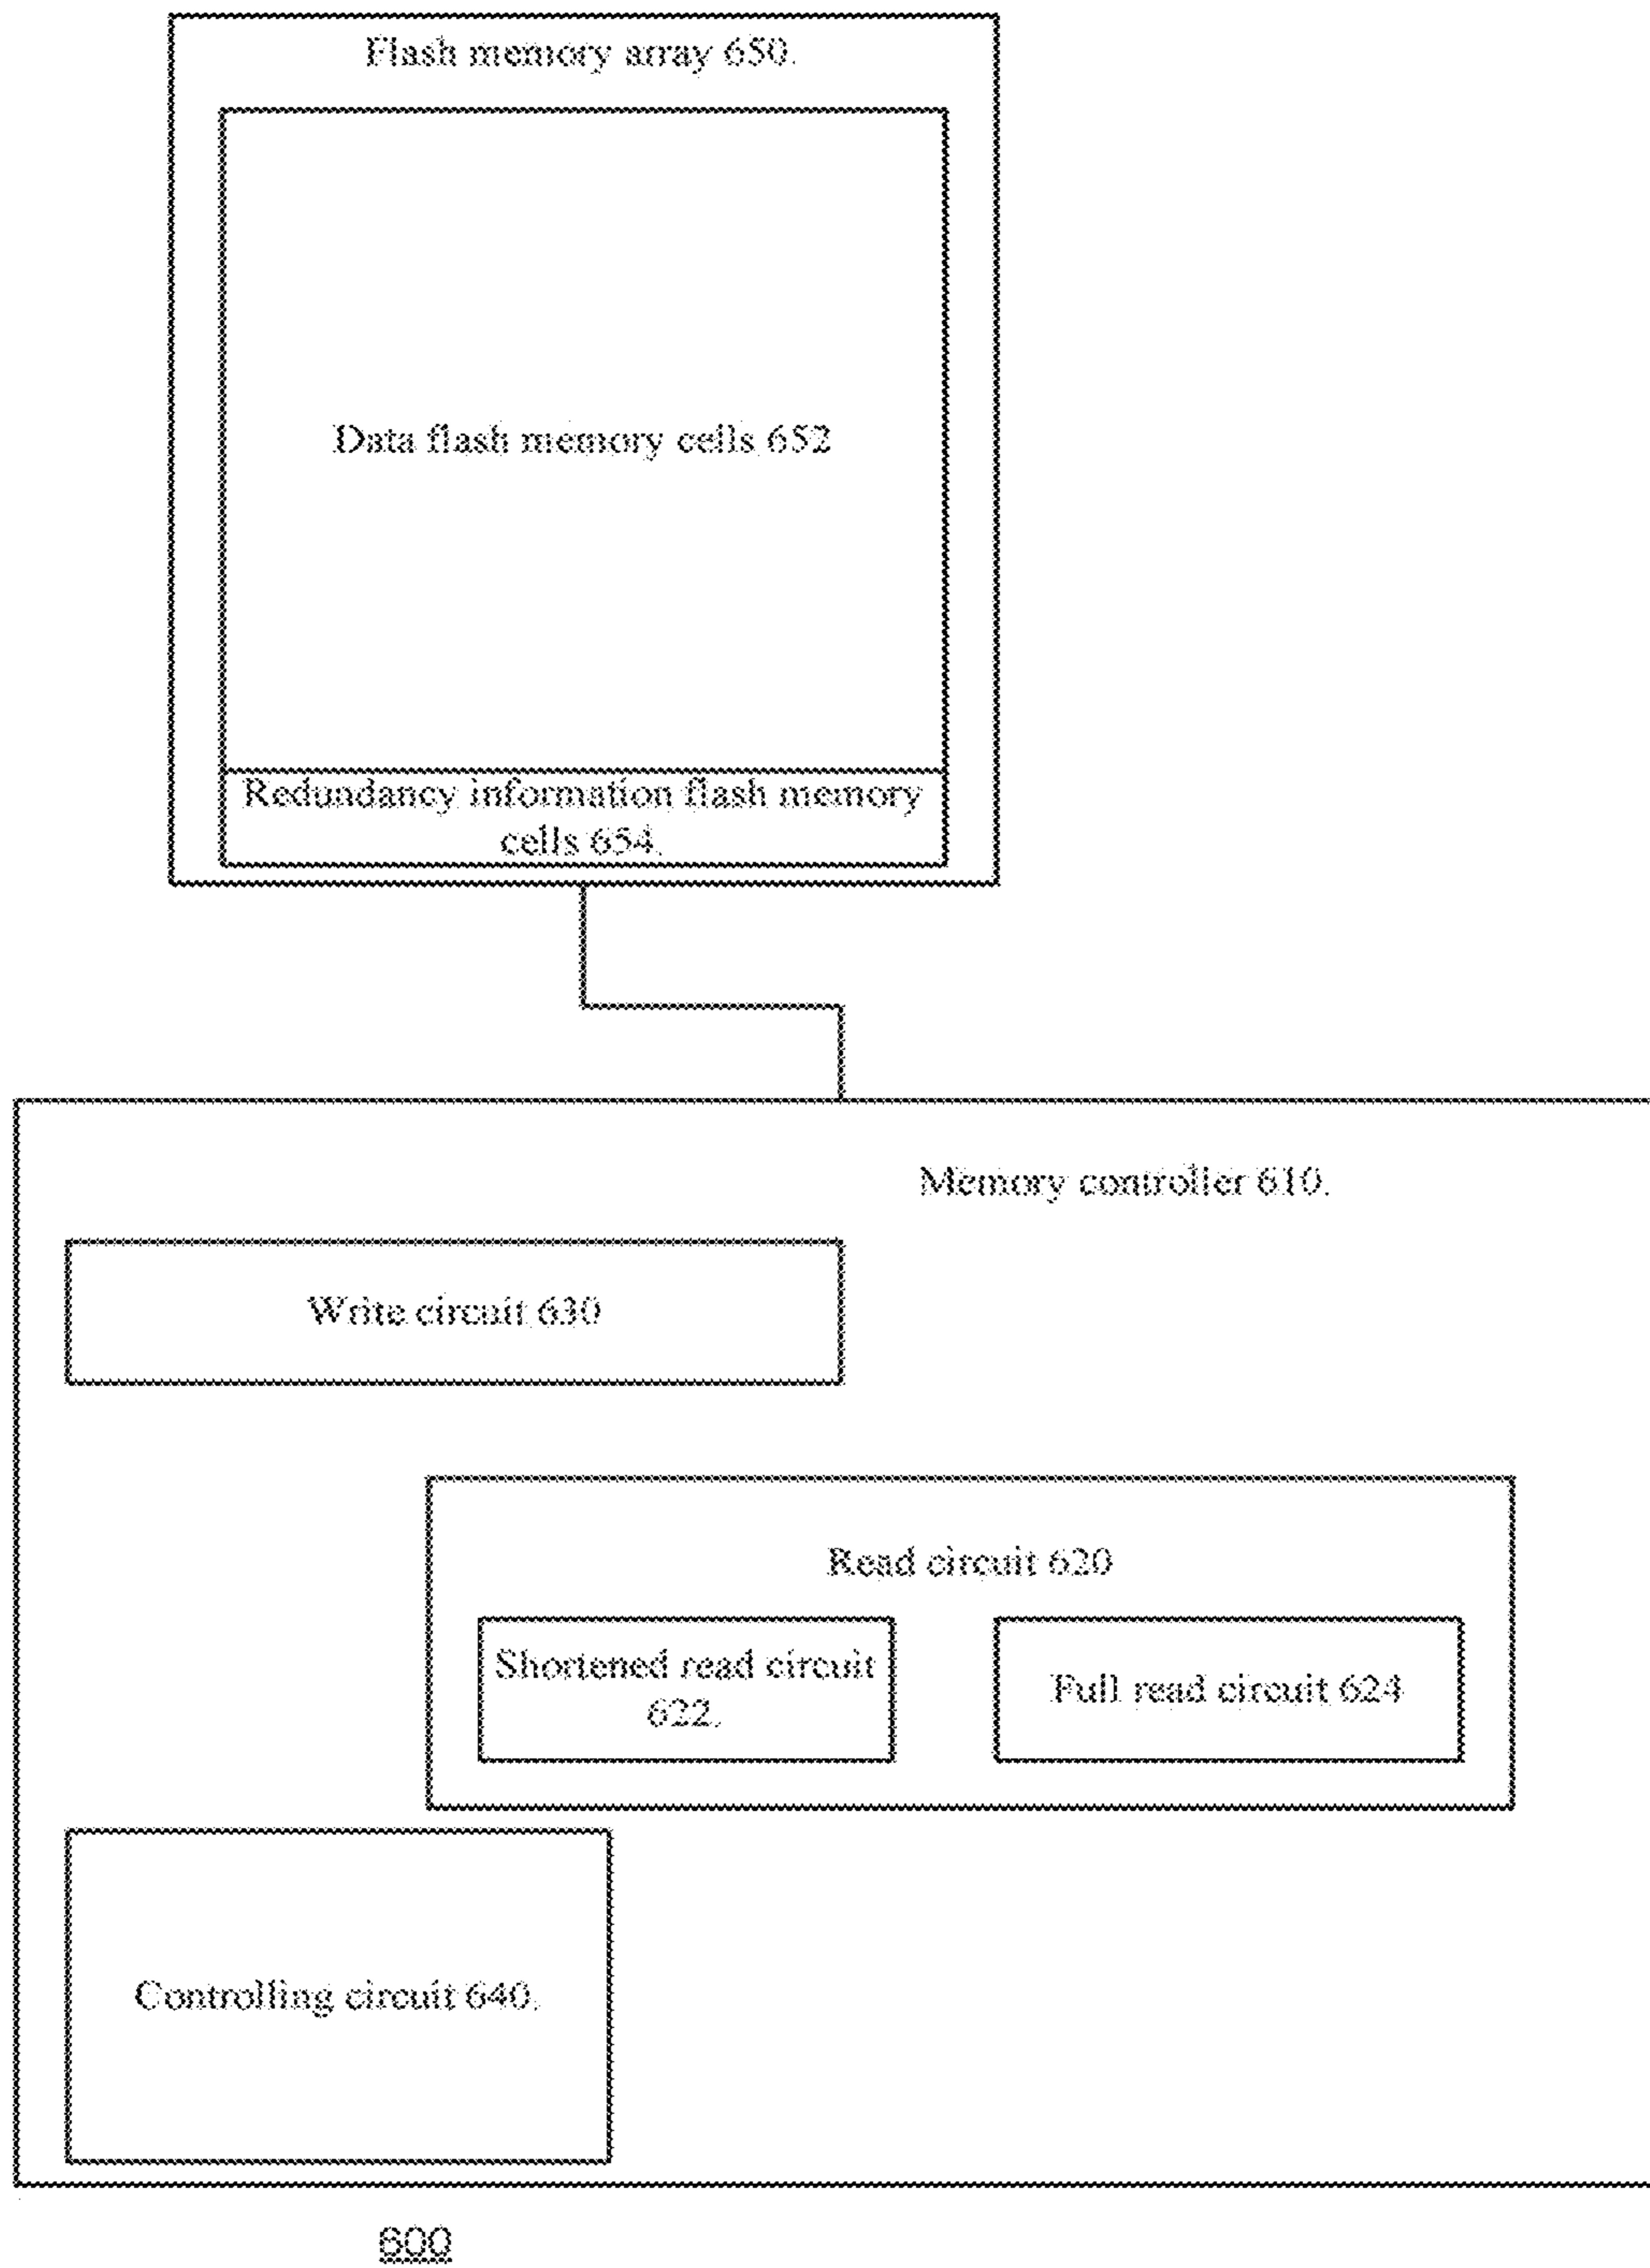 Flash memory array 650.
Data flash memory cells 652
Redundancy information flash memory
cells 654.
Memory controller 610.
Write circuit 630
Read circuit 620
Shortened read circuit
622.
Full read circuit 624
Controlling circuit 640.
600